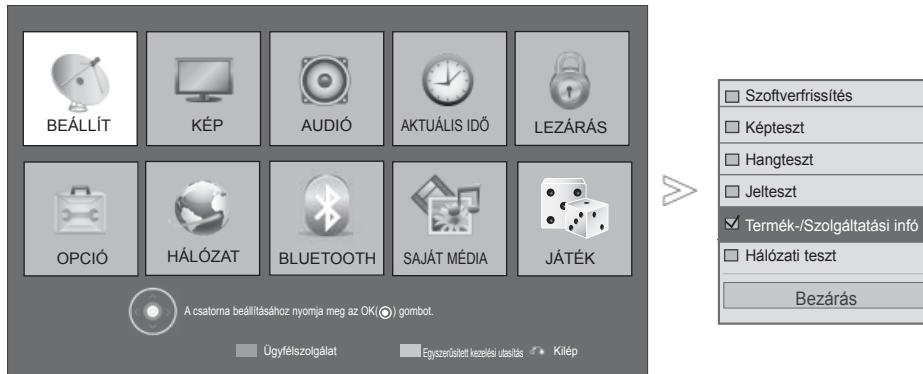 BEÁLLÍT
KÉP
AUDIÓ
AKTUÁLIS IDŐ
LEZÁRÁS
OPCIÓ
HÁLÓZAT
BLUETOOTH
SAJÁT MÉDIA
JÁTÉK
A csatorna beállításához nyomja meg az OK(◉) gombot.
Ügyfélszolgálat
Egyszerűsített kezelési utasítás
Kilép
Szoftverfrissítés
Képteszt
Hangteszt
Jelteszt
Termék-/Szolgáltatási infó
Hálózati teszt
Bezárás